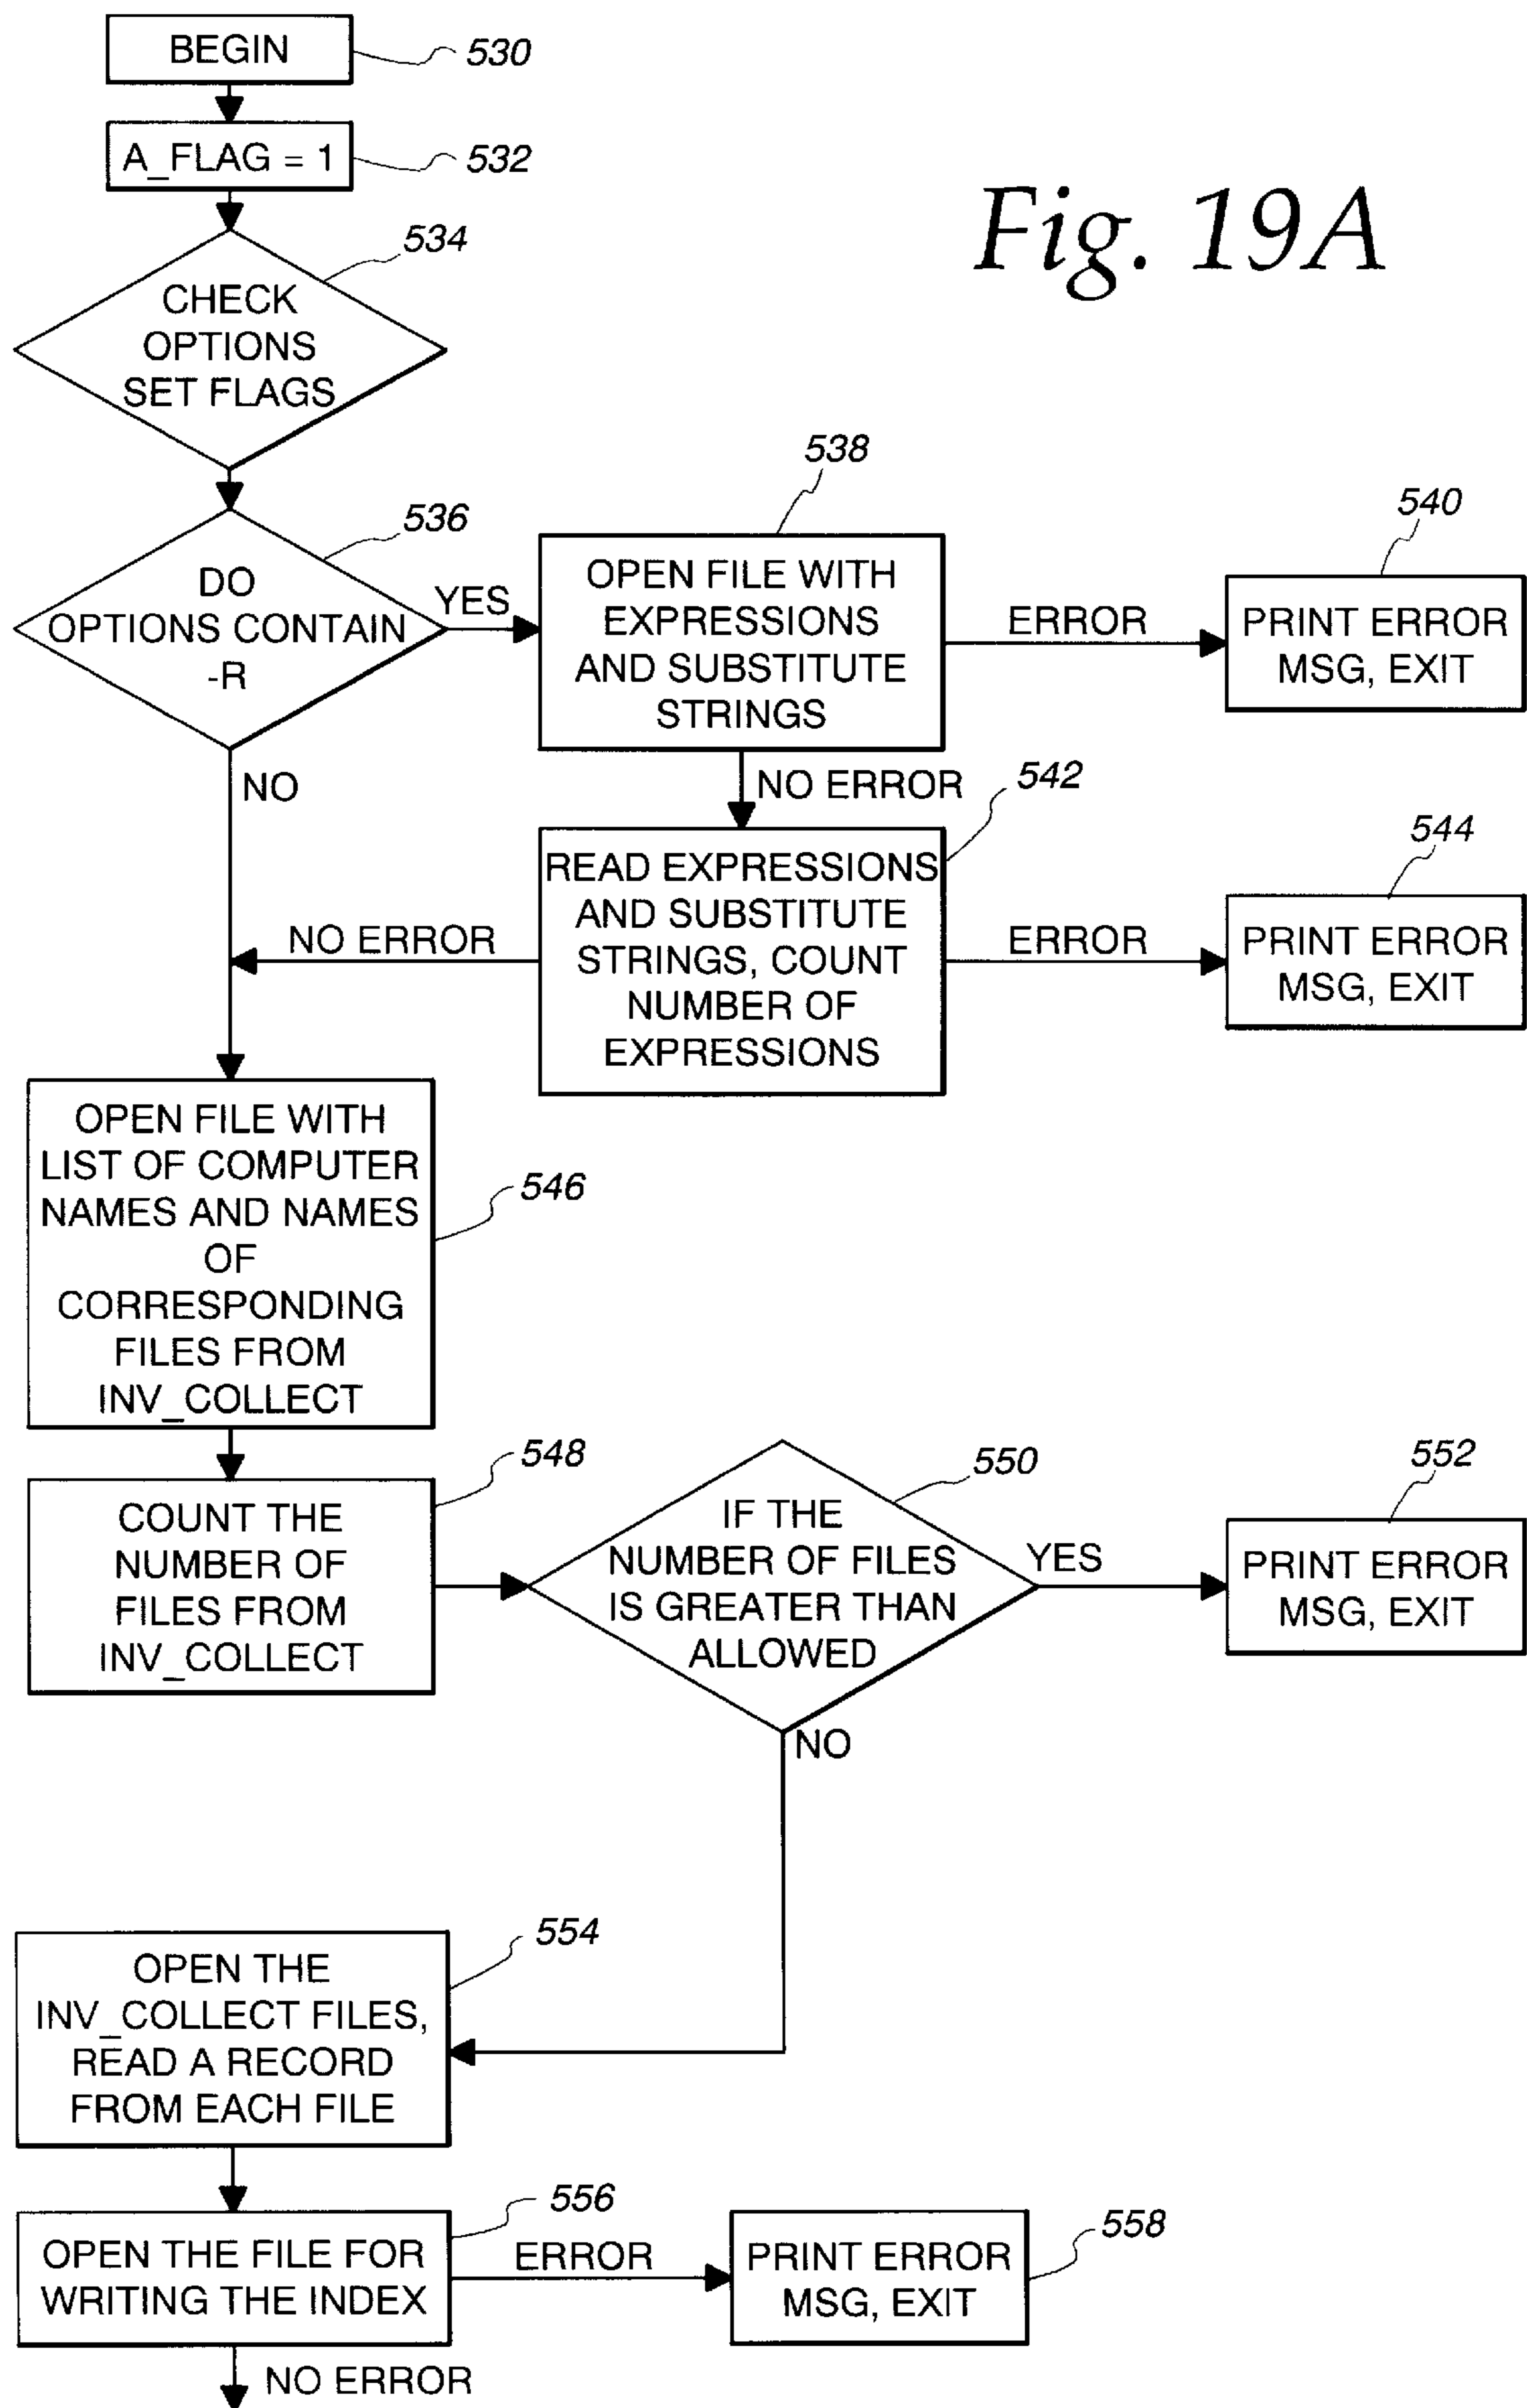 BEGIN
530
A_FLAG = 1
532
Fig. 19A
534
CHECK
OPTIONS
SET FLAGS
536
DO
OPTIONS CONTAIN
-R
YES
NO
538
OPEN FILE WITH
EXPRESSIONS
AND SUBSTITUTE
STRINGS
ERROR
540
PRINT ERROR
MSG, EXIT
NO ERROR
542
READ EXPRESSIONS
AND SUBSTITUTE
STRINGS, COUNT
NUMBER OF
EXPRESSIONS
NO ERROR
ERROR
544
PRINT ERROR
MSG, EXIT
OPEN FILE WITH
LIST OF COMPUTER
NAMES AND NAMES
OF
CORRESPONDING
FILES FROM
INV_COLLECT
546
548
COUNT THE
NUMBER OF
FILES FROM
INV_COLLECT
550
IF THE
NUMBER OF FILES
IS GREATER THAN
ALLOWED
YES
552
PRINT ERROR
MSG, EXIT
NO
554
OPEN THE
INV_COLLECT FILES,
READ A RECORD
FROM EACH FILE
556
OPEN THE FILE FOR
WRITING THE INDEX
ERROR
PRINT ERROR
MSG, EXIT
558
NO ERROR